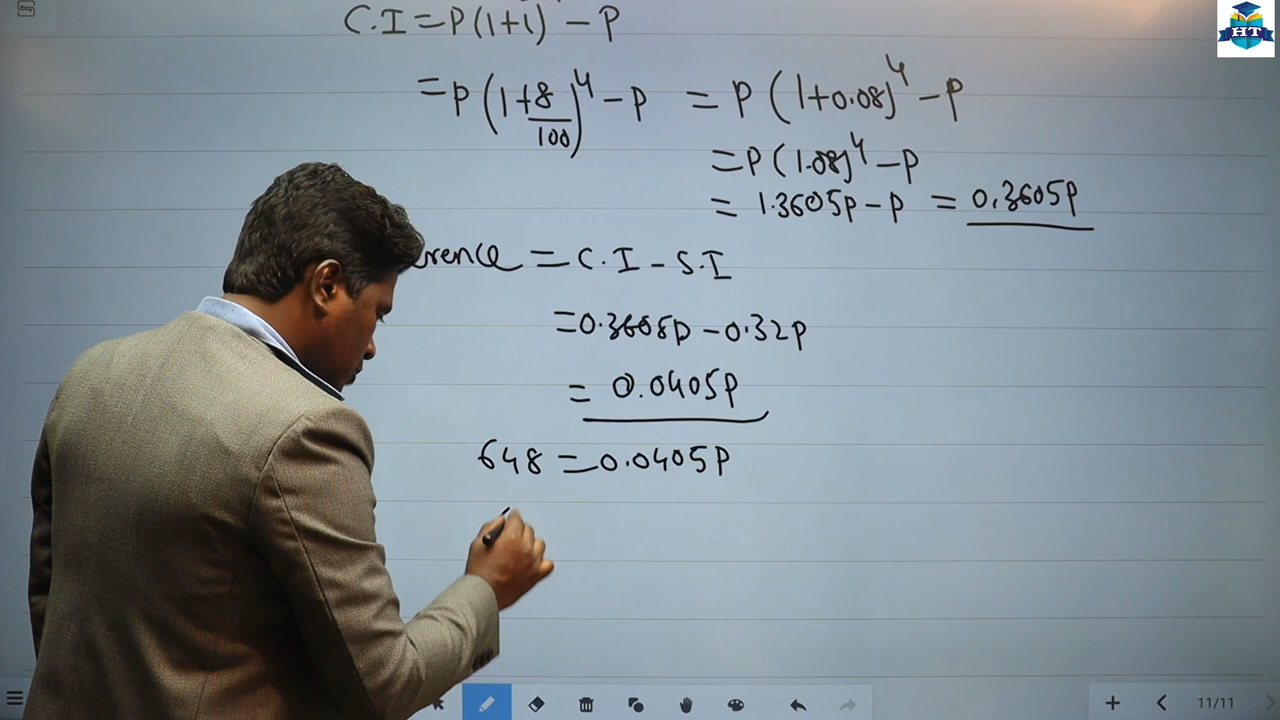 C.I = P(1+i) - P
= P(1+8/100)^4 - P = P(1+0.08)^4 - P
= P(1.08)^4 - P
= 1.3605P - P = 0.3605P
= C.I - S.I
= 0.3605P - 0.32P
= 0.0405P
648 = 0.0405P
HT
11/11